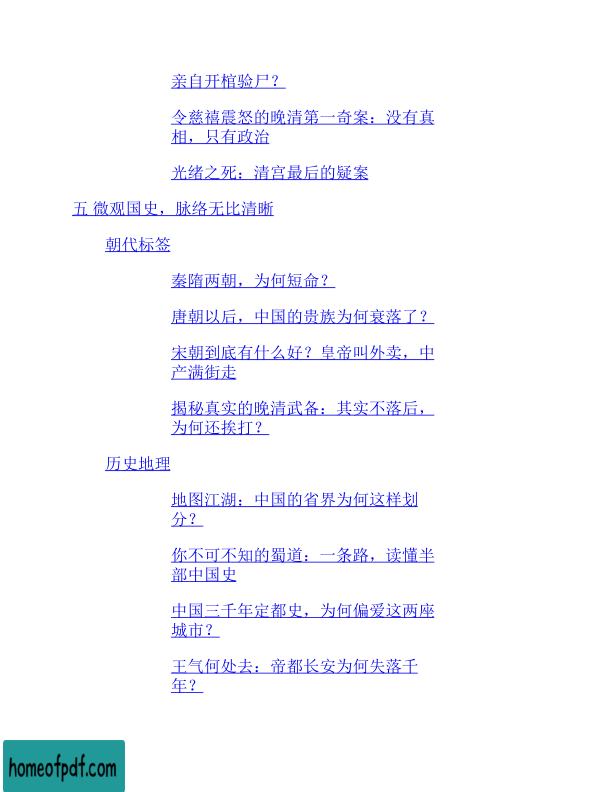 亲自开棺验尸？
令慈禧震怒的晚清第一奇案：没有真
相，只有政治
光绪之死：清宫最后的疑案
五 微观国史，脉络无比清晰
朝代标签
秦隋两朝，为何短命？
唐朝以后，中国的贵族为何衰落了？
宋朝到底有什么好？皇帝叫外卖，中
产满街走
揭秘真实的晚清武备：其实不落后，
为何还挨打？
历史地理
地图江湖：中国的省界为何这样划
分？
你不可不知的蜀道：一条路，读懂半
部中国史
中国三千年定都史，为何偏爱这两座
城市？
王气何处去：帝都长安为何失落千
年？
homeofpdf.com